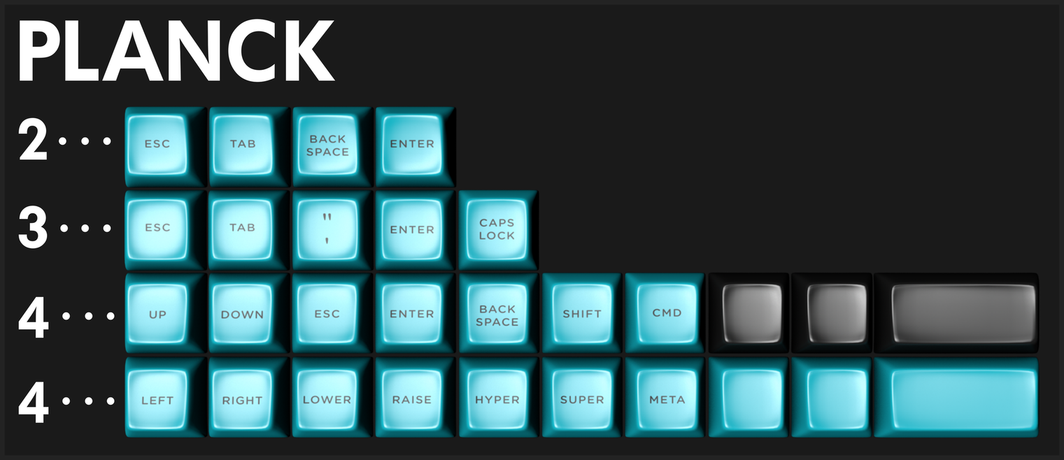 PLANCK
2 ... ESC TAB BACK SPACE ENTER
3 ... ESC TAB " ' ENTER CAPS LOCK
4 ... UP DOWN ESC ENTER BACK SPACE SHIFT CMD
4 ... LEFT RIGHT LOWER RAISE HYPER SUPER META